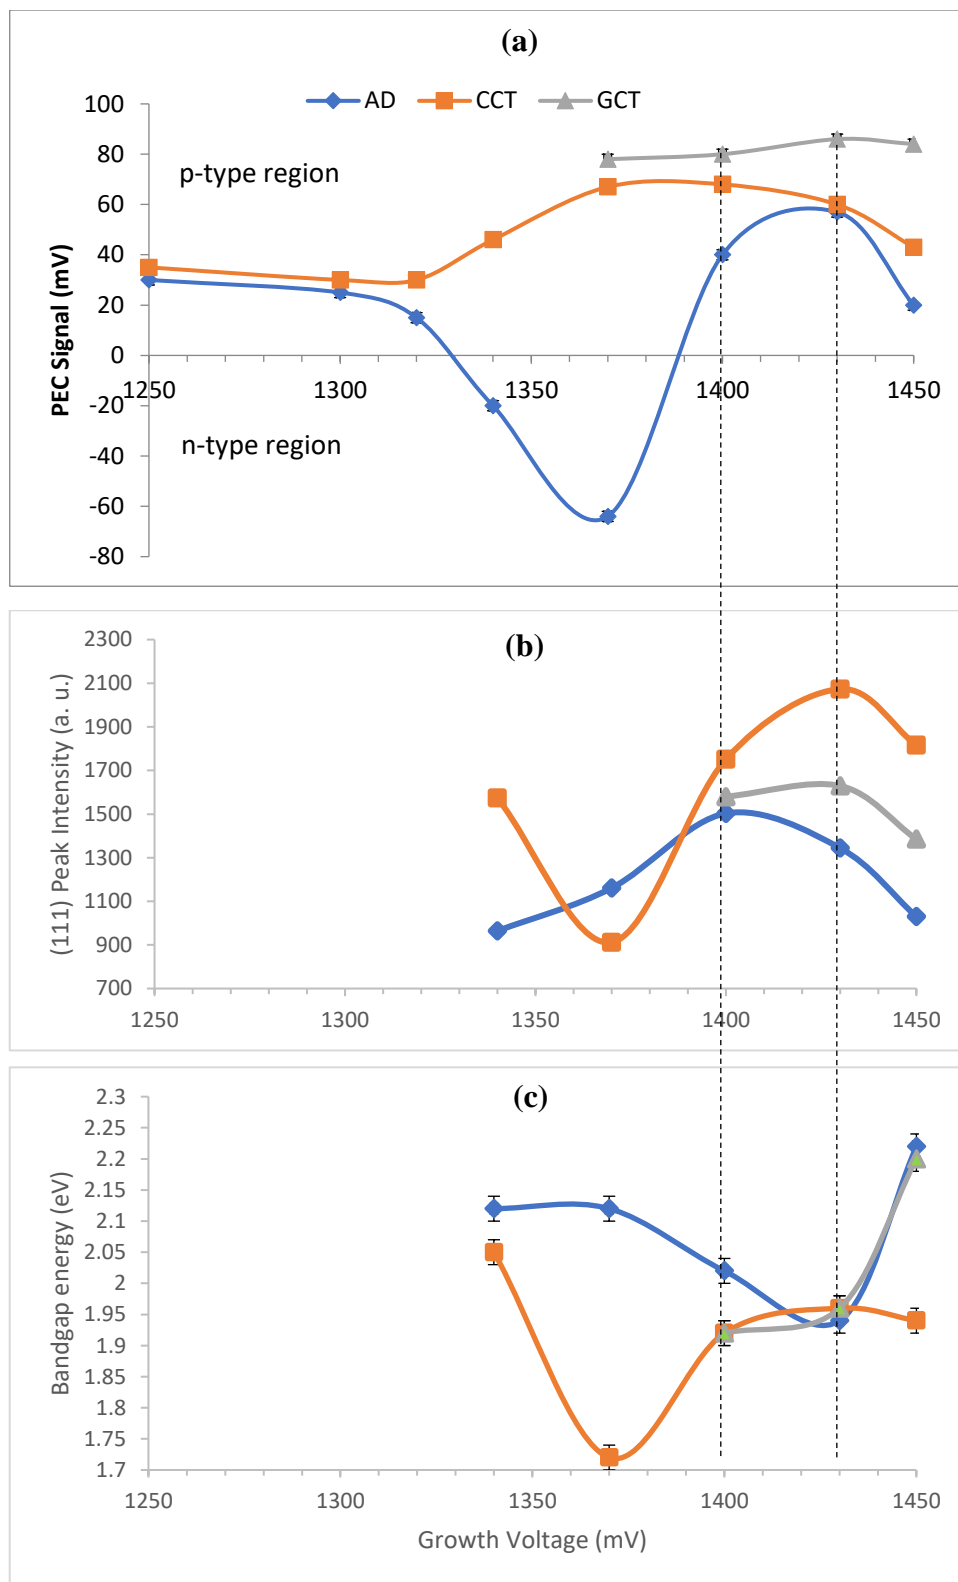 (a)
AD CCT GCT
100
80
60
40
20
0
-20
-40
-60
-80
PEC Signal (mV)
p-type region
n-type region
1250 1300 1350 1400 1450
(b)
2300
2100
1900
1700
1500
1300
1100
900
700
(111) Peak Intensity (a. u.)
1250 1300 1350 1400 1450
(c)
2.3
2.25
2.2
2.15
2.1
2.05
2
1.95
1.9
1.85
1.8
1.75
1.7
Bandgap energy (eV)
1250 1300 1350 1400 1450
Growth Voltage (mV)